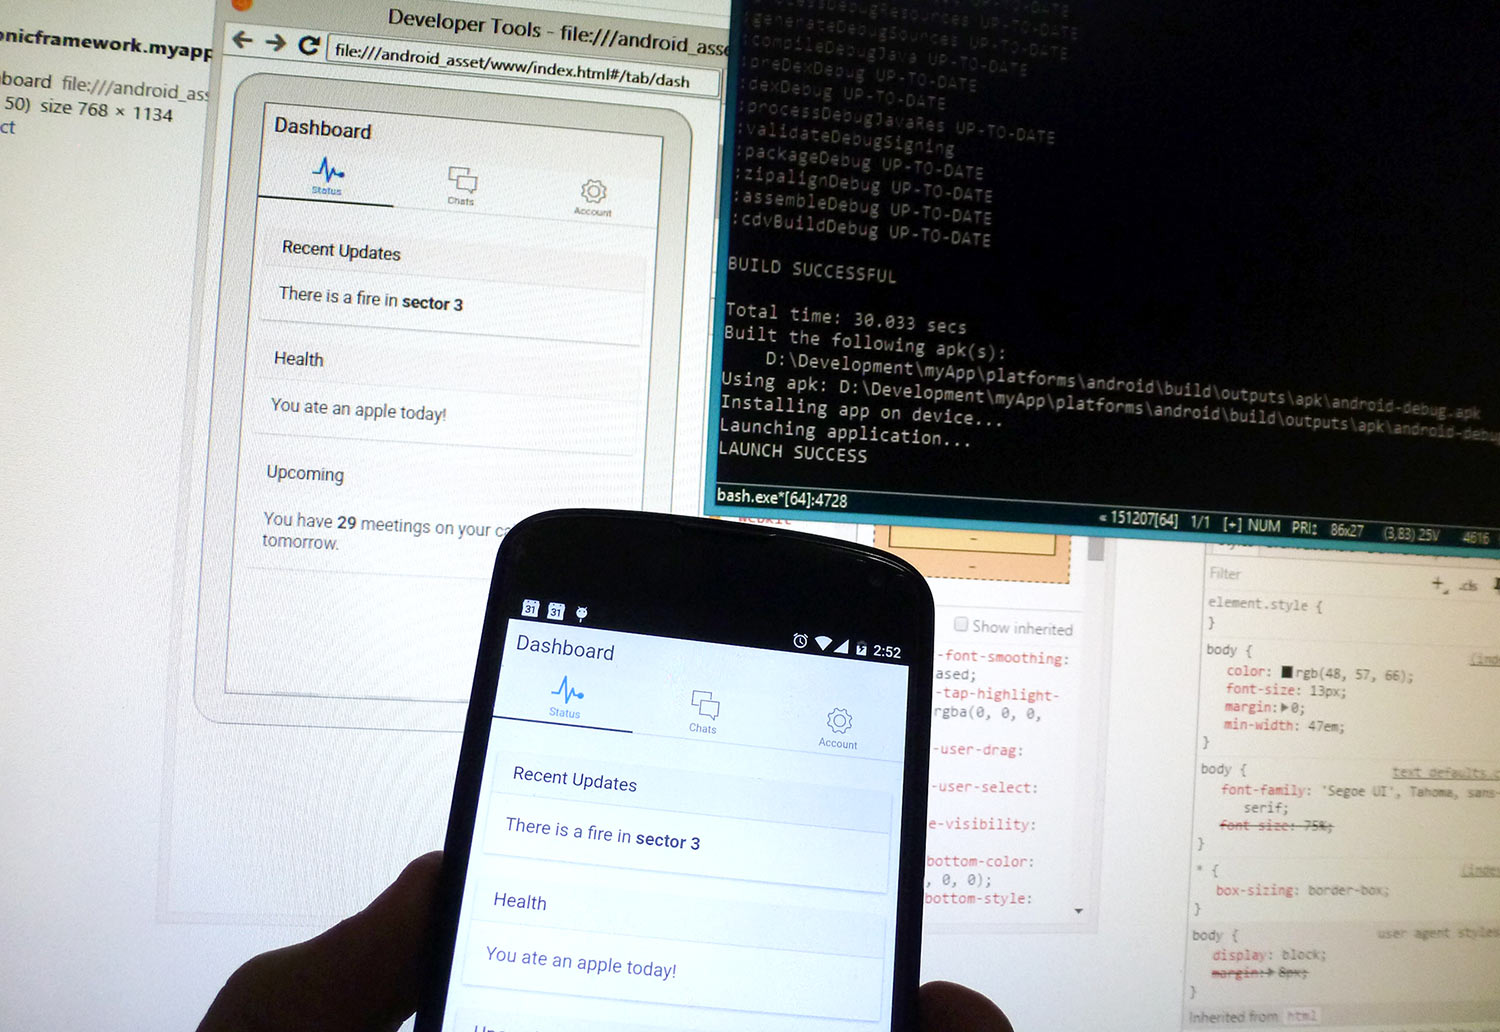 onicframework.myapp
board file:///android_ass
50) size 768 × 1134
ct
Developer Tools - file:///android_asse
file:///android_asset/www/index.html#/tab/dash
Dashboard
Status
Chats
Account
Recent Updates
There is a fire in sector 3
Health
You ate an apple today!
Upcoming
You have 29 meetings on your ca
tomorrow.
:generateDebugSources UP-TO-DATE
:compileDebugJava UP-TO-DATE
:preDexDebug UP-TO-DATE
:dexDebug UP-TO-DATE
:processDebugJavaRes UP-TO-DATE
:validateDebugSigning
:packageDebug UP-TO-DATE
:zipalignDebug UP-TO-DATE
:assembleDebug UP-TO-DATE
:cdvBuildDebug UP-TO-DATE
BUILD SUCCESSFUL
Total time: 30.033 secs
Built the following apk(s):
D:\Development\myApp\platforms\android\build\outputs\apk\android-debug.apk
Using apk: D:\Development\myApp\platforms\android\build\outputs\apk\android-debug
Installing app on device...
Launching application...
LAUNCH SUCCESS
bash.exe*[64]:4728
« 151207[64] 1/1 [+] NUM PRI: 86x27 (3,83) 25V 4616
31 31 2:52
Dashboard
Status
Chats
Account
Recent Updates
There is a fire in sector 3
Health
You ate an apple today!
Show inherited
-font-smoothing:
ased;
-tap-highlight-
rgba(0, 0, 0,
-user-drag:
-user-select:
e-visibility:
bottom-color:
, 0, 0);
bottom-style:
Filter
+ .cls
element.style {
}
body {
color: rgb(48, 57, 66);
font-size: 13px;
margin: 0;
min-width: 47em;
}
body {
text_defaults.c
font-family: 'Segoe UI', Tahoma, sans-
serif;
font-size: 75%;
}
* {
box-sizing: border-box;
}
body {
user agent styles
display: block;
margin: 8px;
}
Inherited from html